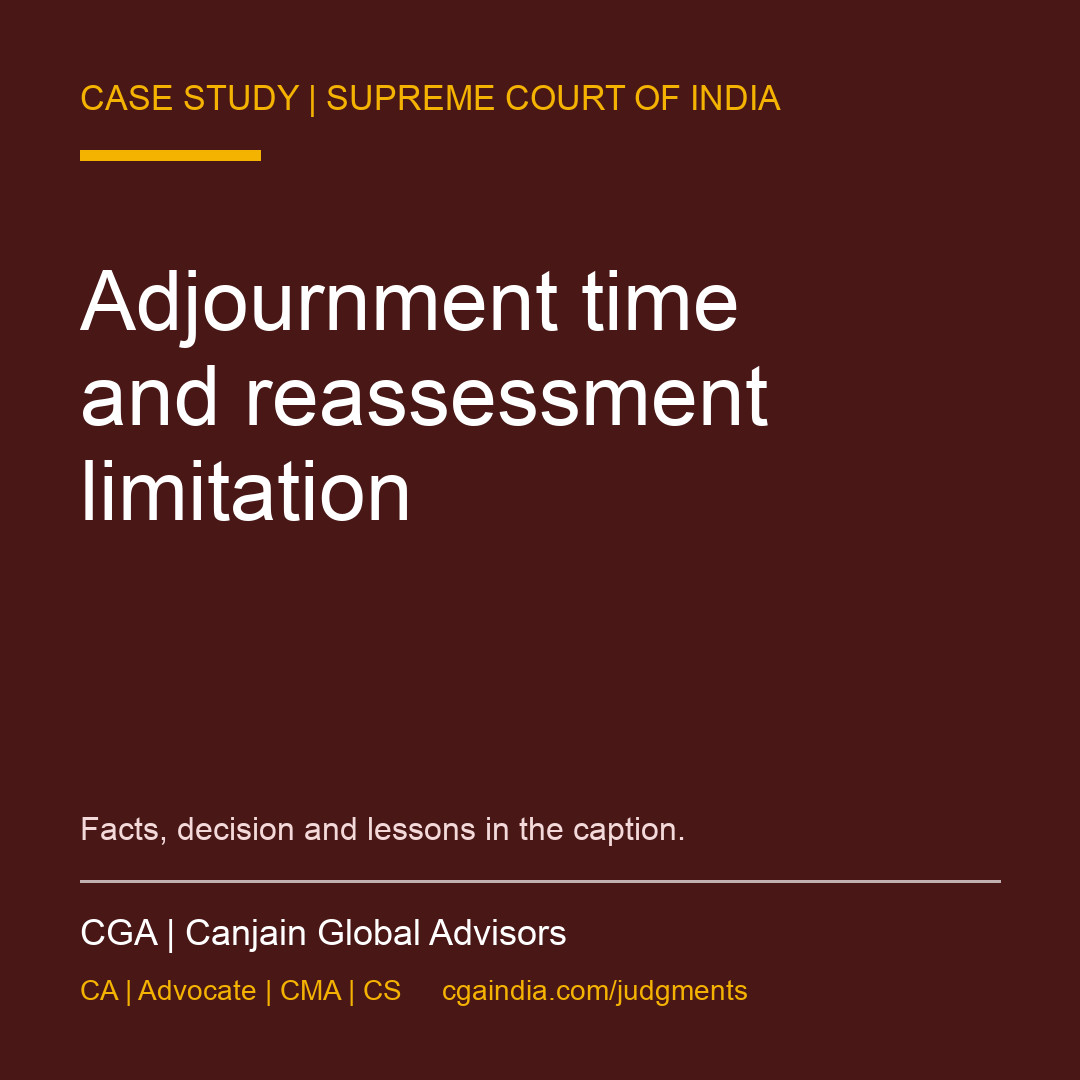 CASE STUDY | SUPREME COURT OF INDIA
Adjournment time
and reassessment
limitation
Facts, decision and lessons in the caption.
CGA | Canjain Global Advisors
CA | Advocate | CMA | CS cgaindia.com/judgments